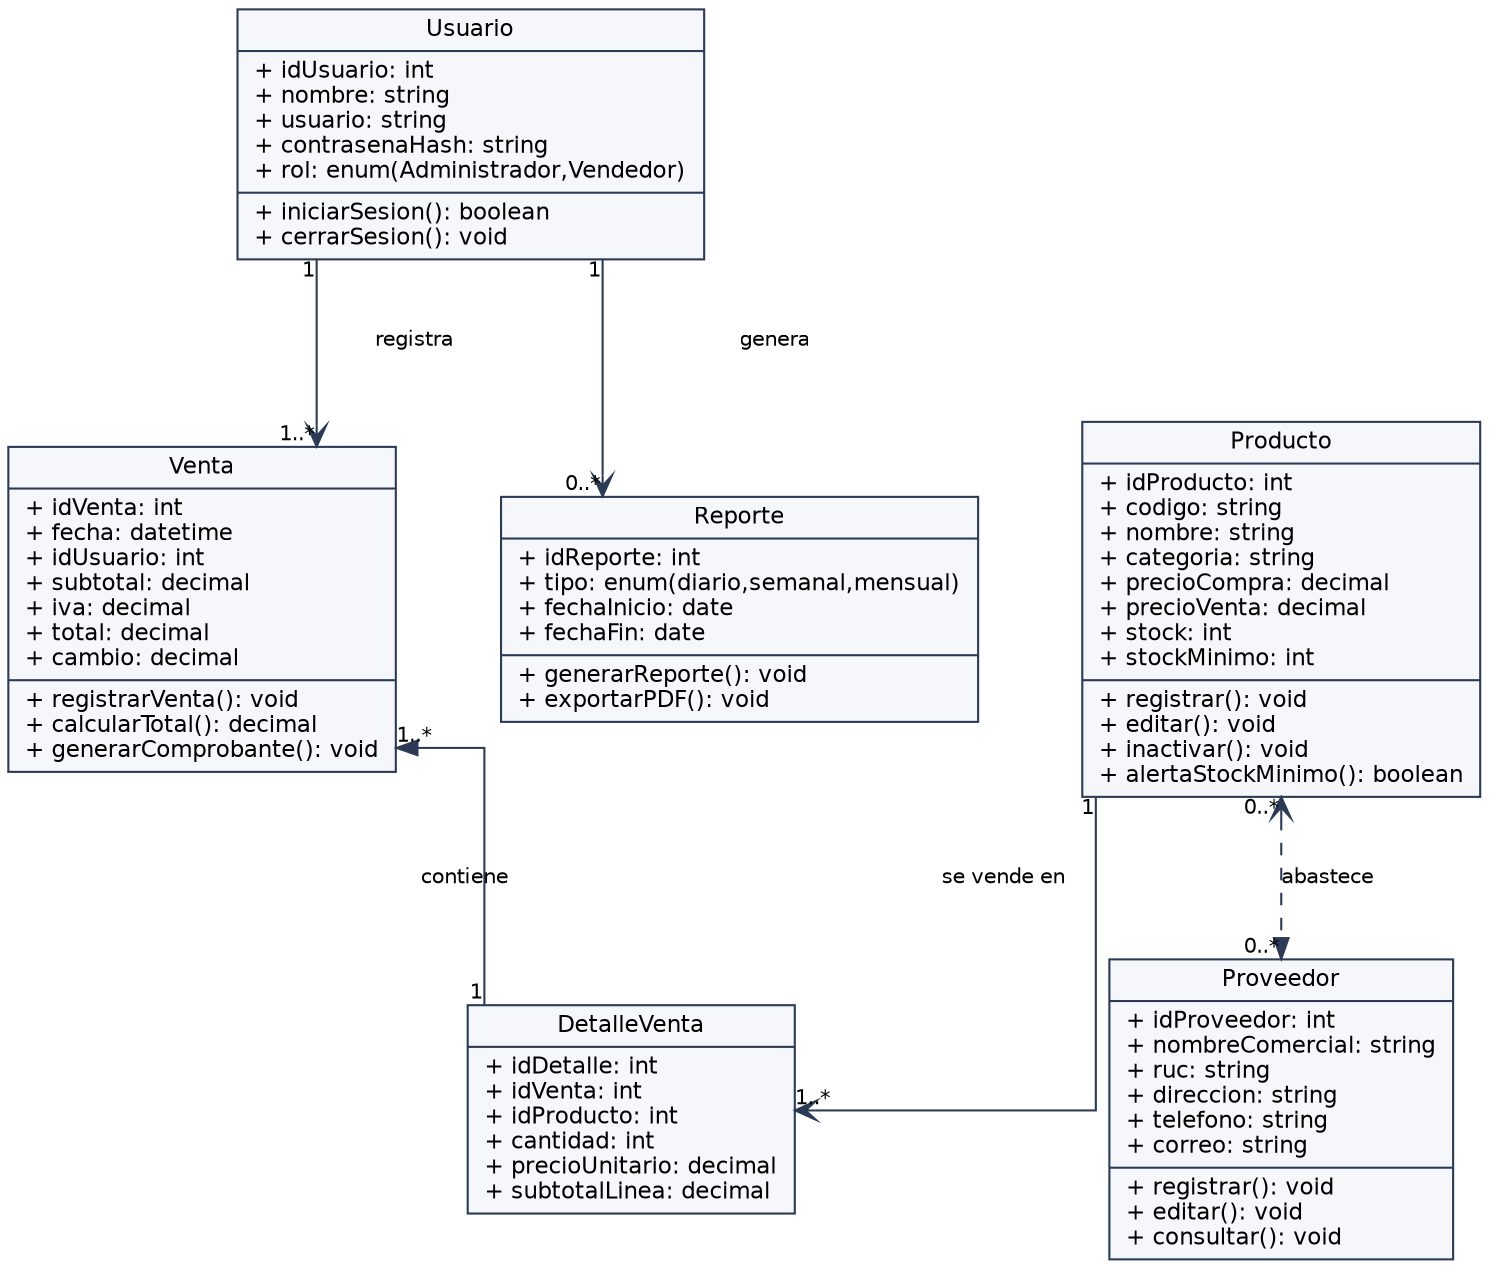 Usuario
+ idUsuario: int
+ nombre: string
+ usuario: string
+ contrasenaHash: string
+ rol: enum(Administrador,Vendedor)
+ iniciarSesion(): boolean
+ cerrarSesion(): void
1
1
registra
genera
1..*
0..*
Venta
+ idVenta: int
+ fecha: datetime
+ idUsuario: int
+ subtotal: decimal
+ iva: decimal
+ total: decimal
+ cambio: decimal
+ registrarVenta(): void
+ calcularTotal(): decimal
+ generarComprobante(): void
Reporte
+ idReporte: int
+ tipo: enum(diario,semanal,mensual)
+ fechaInicio: date
+ fechaFin: date
+ generarReporte(): void
+ exportarPDF(): void
Producto
+ idProducto: int
+ codigo: string
+ nombre: string
+ categoria: string
+ precioCompra: decimal
+ precioVenta: decimal
+ stock: int
+ stockMinimo: int
+ registrar(): void
+ editar(): void
+ inactivar(): void
+ alertaStockMinimo(): boolean
1..*
1
0..*
contiene
se vende en
abastece
1
0..*
DetalleVenta
+ idDetalle: int
+ idVenta: int
+ idProducto: int
+ cantidad: int
+ precioUnitario: decimal
+ subtotalLinea: decimal
1..*
Proveedor
+ idProveedor: int
+ nombreComercial: string
+ ruc: string
+ direccion: string
+ telefono: string
+ correo: string
+ registrar(): void
+ editar(): void
+ consultar(): void